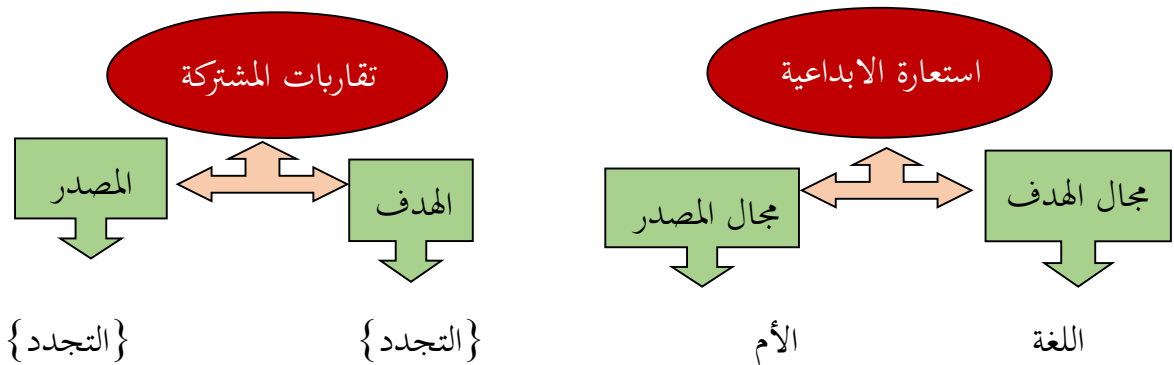 استعارة الابداعية
مجال الهدف
مجال المصدر
اللغة
الأم
تقاربات المشتركة
الهدف
المصدر
{التجدد}
{التجدد}